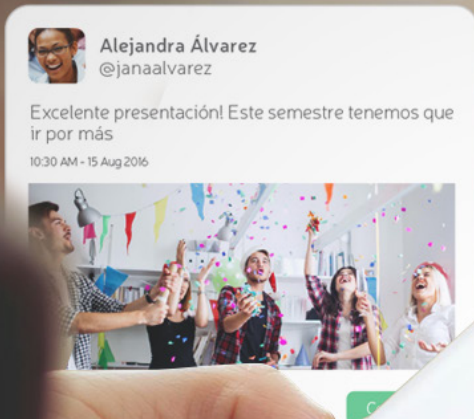 Alejandra Álvarez
@janaalvarez
Excelente presentación! Este semestre tenemos que
ir por más
10:30 AM - 15 Aug 2016